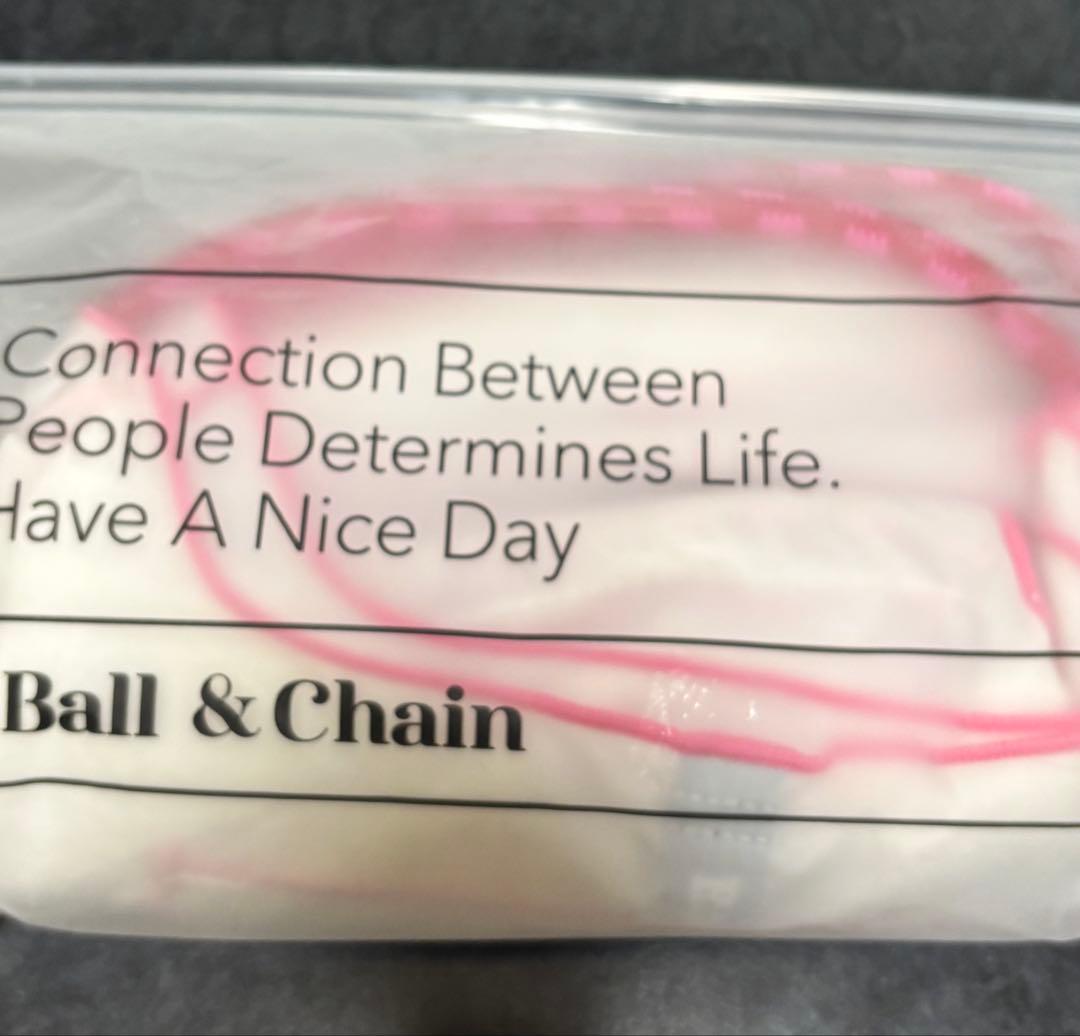 Connection Between
People Determines Life.
Have A Nice Day
Ball & Chain